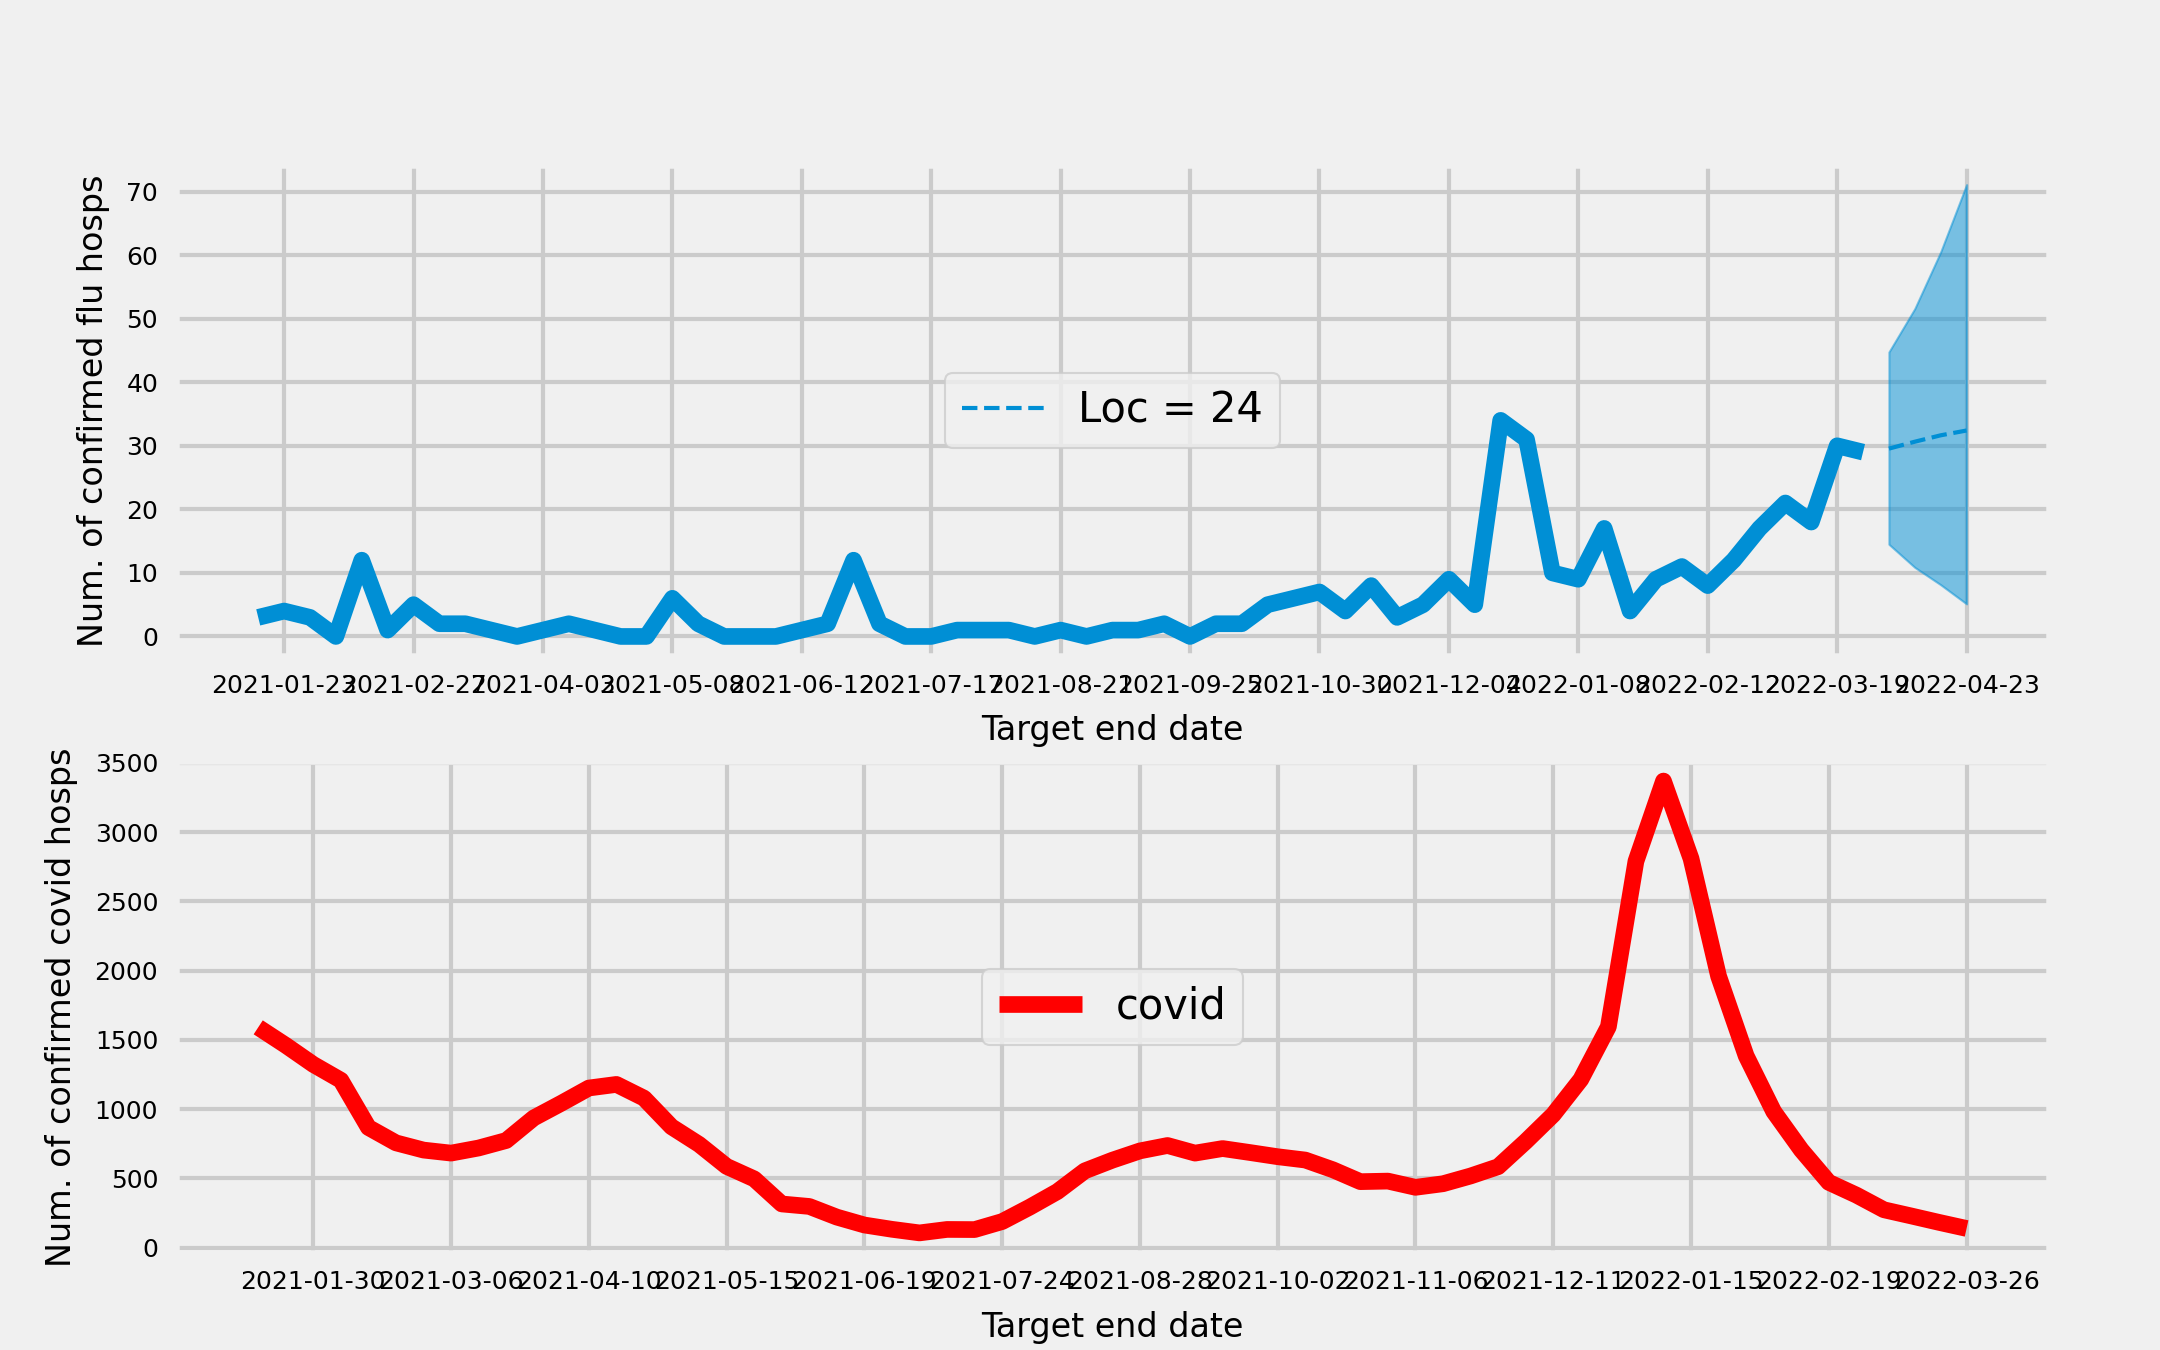 Num. of confirmed flu hosps
70
60
50
40
30
20
10
0
Loc = 24
2021-01-23 2021-02-27 2021-04-03 2021-05-08 2021-06-12 2021-07-17 2021-08-21 2021-09-25 2021-10-30 2021-12-04 2022-01-08 2022-02-12 2022-03-19 2022-04-23
Target end date
Num. of confirmed covid hosps
3500
3000
2500
2000
1500
1000
500
0
covid
2021-01-30 2021-03-06 2021-04-10 2021-05-15 2021-06-19 2021-07-24 2021-08-28 2021-10-02 2021-11-06 2021-12-11 2022-01-15 2022-02-19 2022-03-26
Target end date